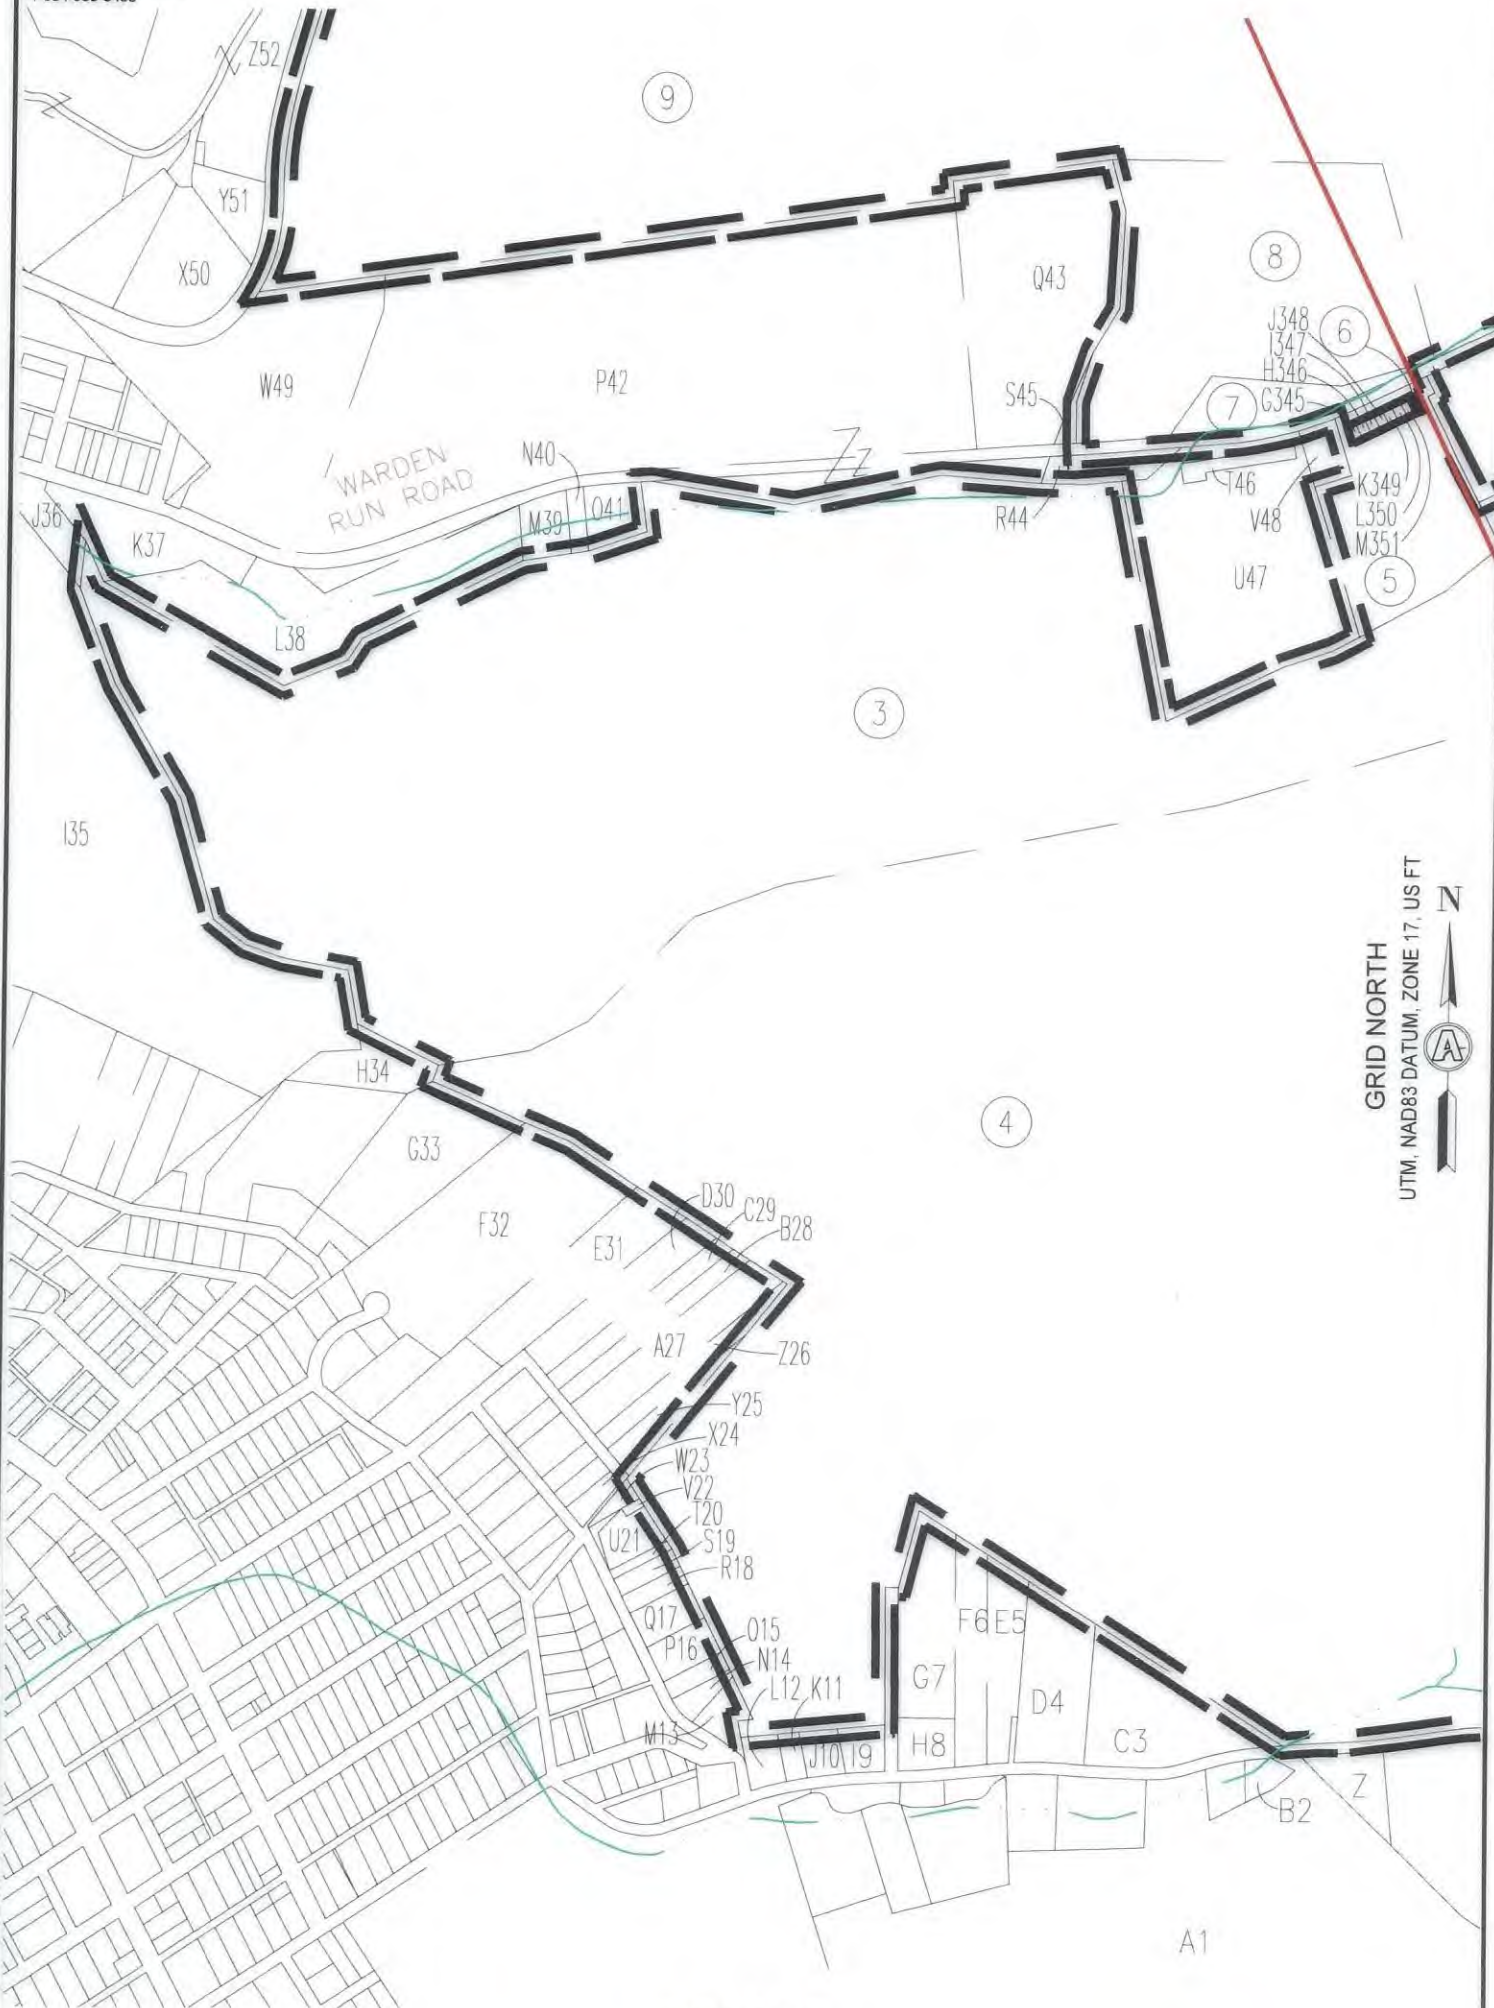 Z52
9
Y51
X50
Q43
8
J348
I347
H346
G345
6
W49
P42
S45
7
N40
WARDEN
RUN ROAD
J36
K37
M39
O41
R44
T46
V48
K349
L350
M351
U47
5
L38
3
I35
GRID NORTH
UTM, NAD83 DATUM, ZONE 17, US FT
N
A
H34
G33
4
D30
C29
B28
F32
E31
A27
Z26
Y25
X24
W23
V22
T20
U21
S19
R18
Q17
P16
O15
N14
L12
K11
M13
J10
I9
F6
E5
G7
D4
H8
C3
B2
Z
A1